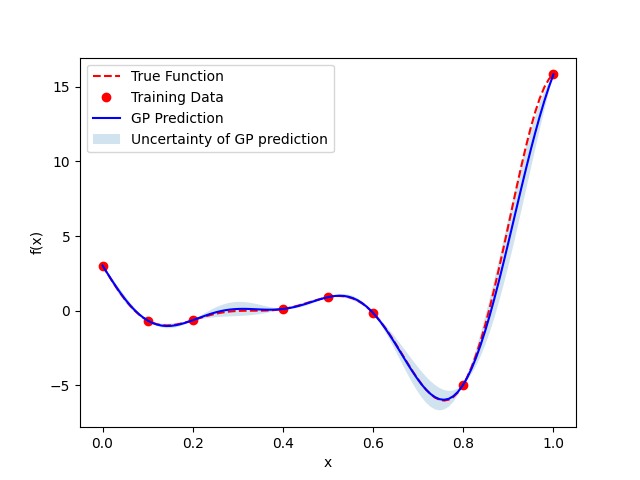 True Function
Training Data
GP Prediction
Uncertainty of GP prediction
15
10
5
0
−5
f(x)
0.0 0.2 0.4 0.6 0.8 1.0
x